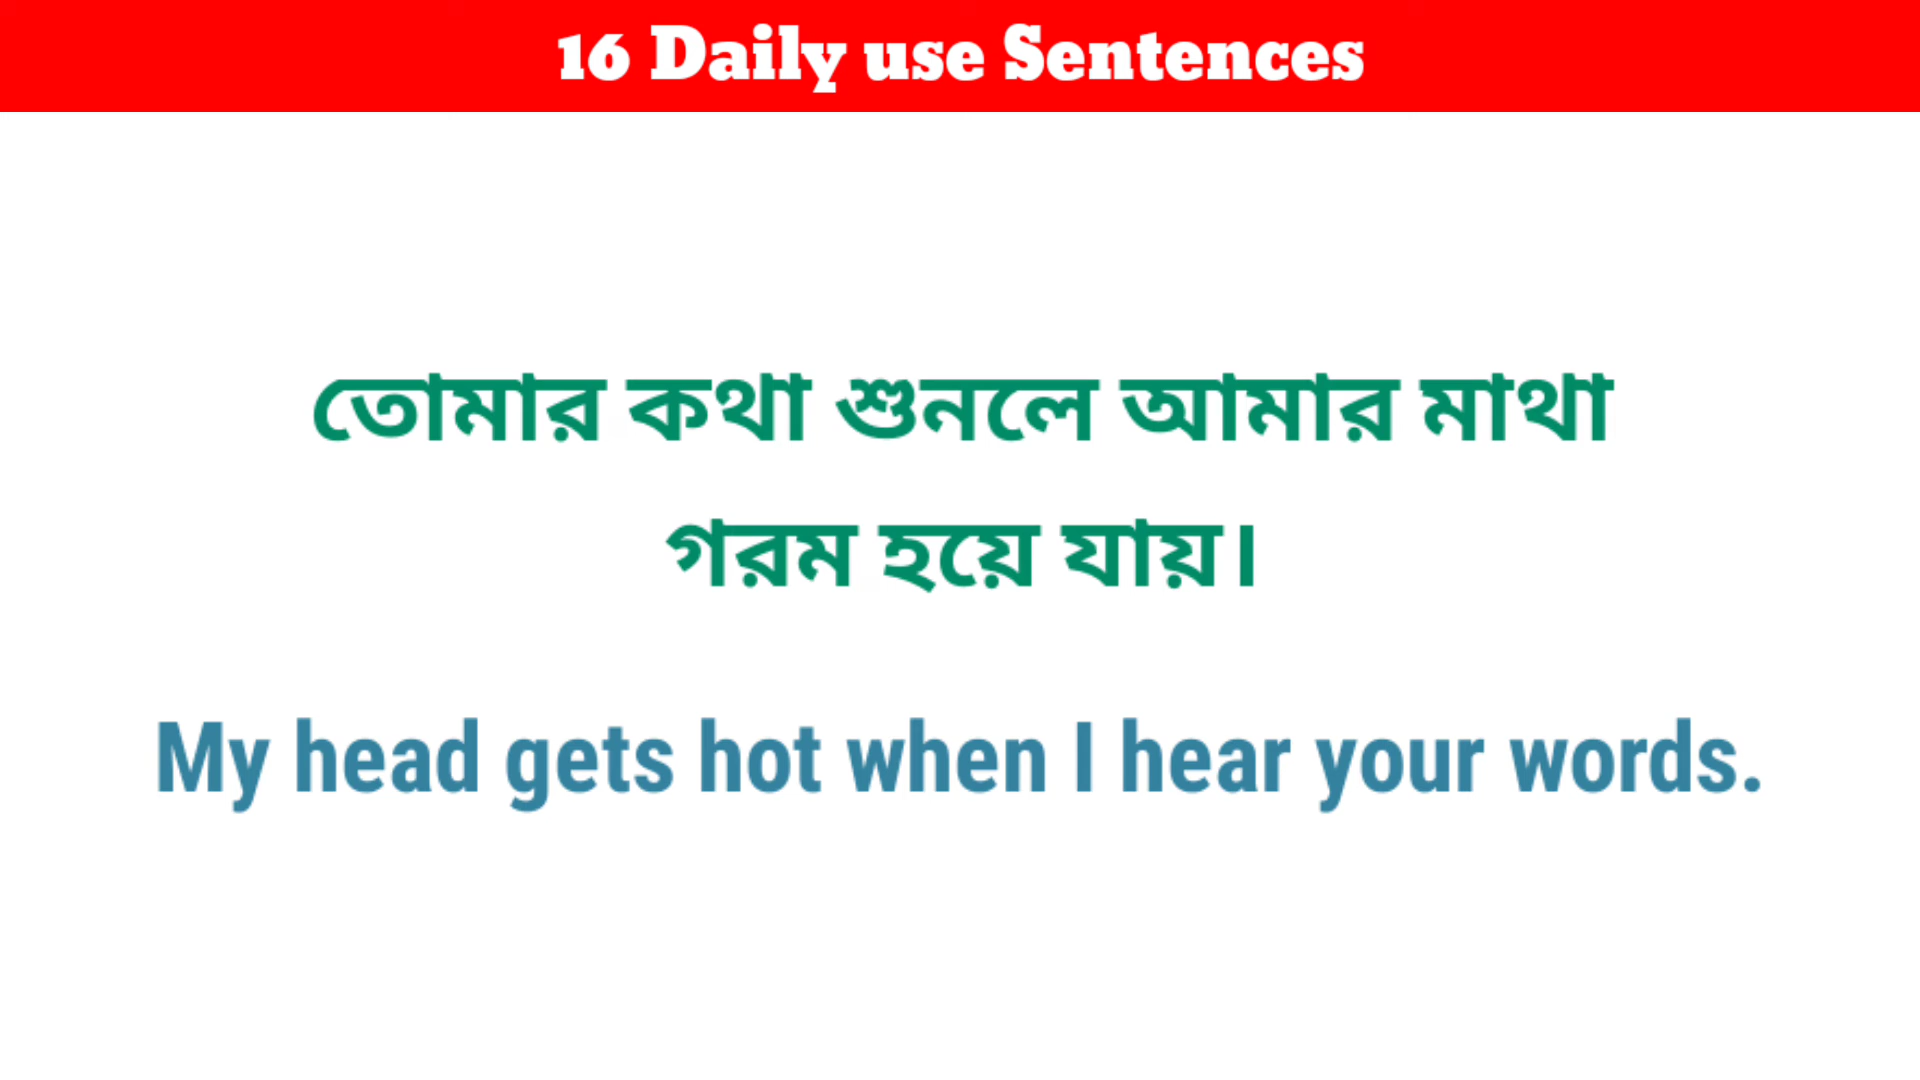 16 Daily use Sentences
তোমার কথা শুনলে আমার মাথা
গরম হয়ে যায়।
My head gets hot when I hear your words.